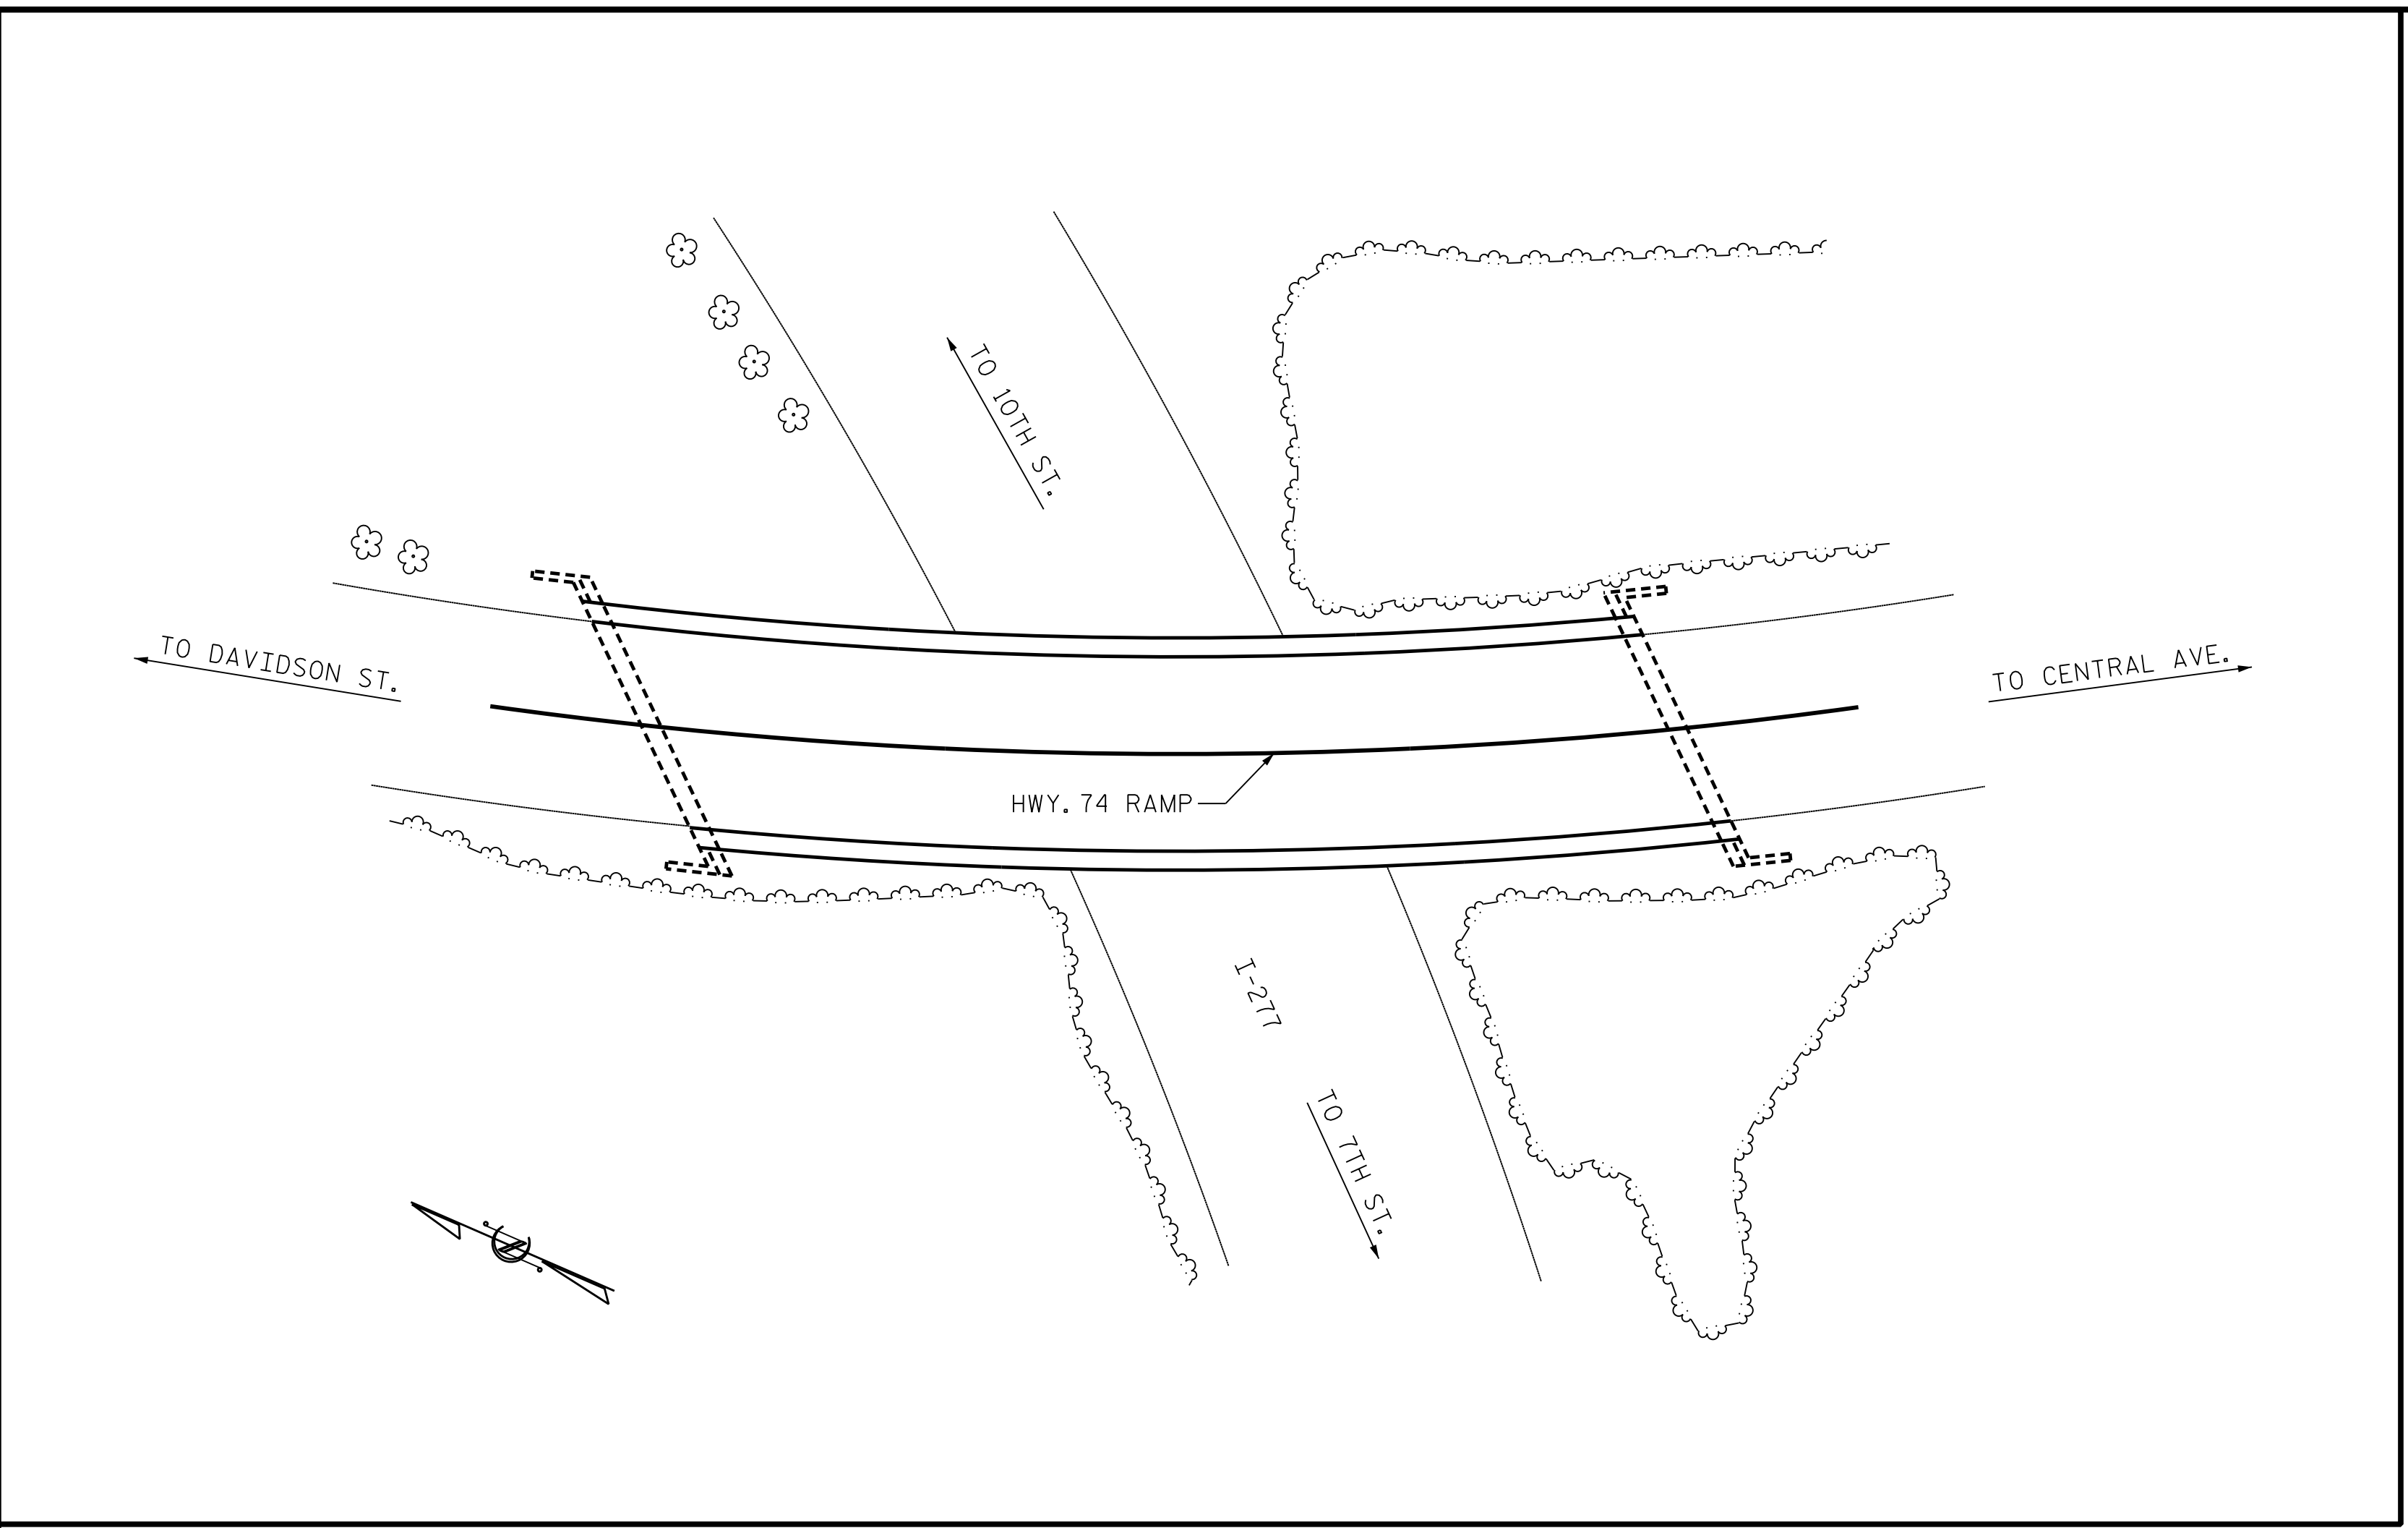 TO 10TH ST.
TO DAVIDSON ST.
TO CENTRAL AVE.
HWY. 74 RAMP
I-277
TO 7TH ST.
N